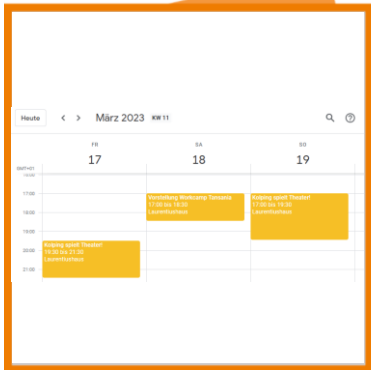 Heute
März 2023 KW 11
FR
17
SA
18
SO
19
GMT+01
16:00
17:00
18:00
19:00
20:00
21:00
Kolping spielt Theater!
19:30 bis 21:30
Laurentiushaus
Vorstellung Workcamp Tansania
17:00 bis 18:30
Laurentiushaus
Kolping spielt Theater!
17:00 bis 19:30
Laurentiushaus